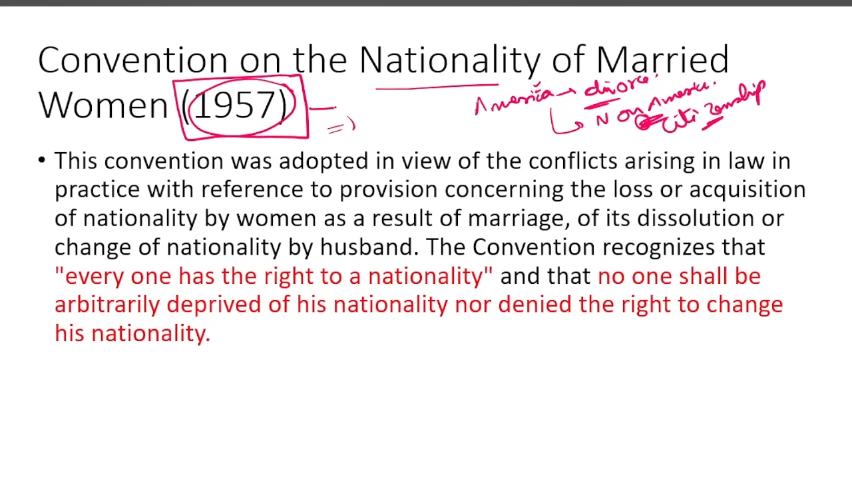 Convention on the Nationality of Married
Women (1957)
America → divorce
Non America
Citizenship
• This convention was adopted in view of the conflicts arising in law in
practice with reference to provision concerning the loss or acquisition
of nationality by women as a result of marriage, of its dissolution or
change of nationality by husband. The Convention recognizes that
"every one has the right to a nationality" and that no one shall be
arbitrarily deprived of his nationality nor denied the right to change
his nationality.